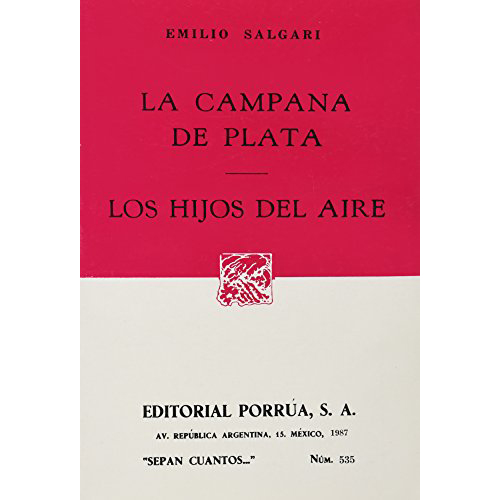 EMILIO SALGARI
LA CAMPANA
DE PLATA
LOS HIJOS DEL AIRE
EDITORIAL PORRÚA, S. A.
AV. REPÚBLICA ARGENTINA, 15. MÉXICO, 1987
"SEPAN CUANTOS..." NÚM. 535